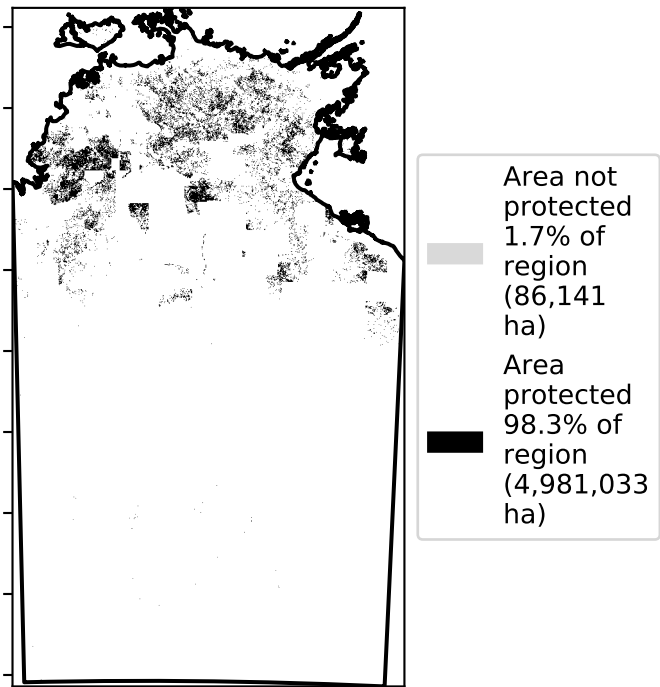 Area not
protected
1.7% of
region
(86,141
ha)
Area
protected
98.3% of
region
(4,981,033
ha)